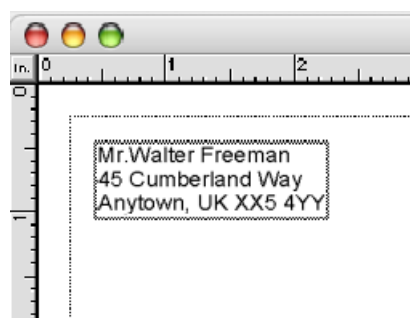 in. 0 1 2
0
Mr.Walter Freeman
45 Cumberland Way
Anytown, UK XX5 4YY
1